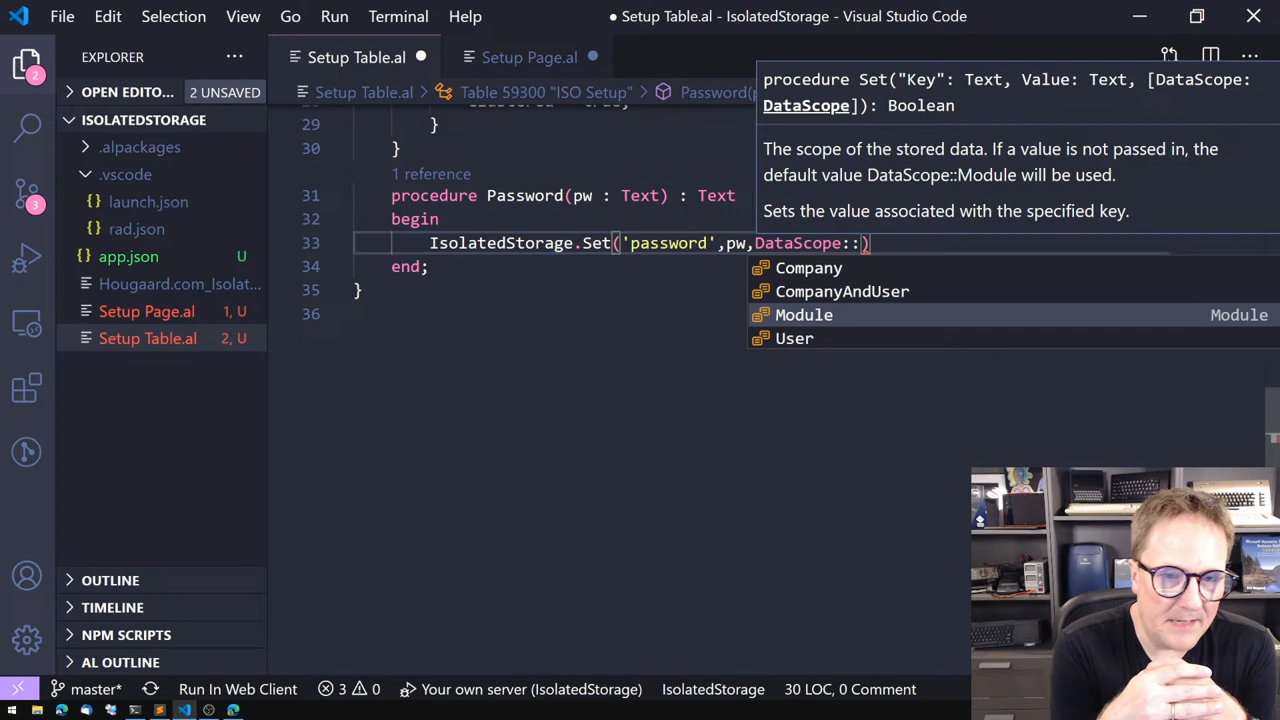 File Edit Selection View Go Run Terminal Help
● Setup Table.al - IsolatedStorage - Visual Studio Code
EXPLORER
Setup Table.al
Setup Page.al
OPEN EDITO... 2 UNSAVED
Setup Table.al > Table 59300 "ISO Setup" > Password(p
ISOLATEDSTORAGE
.alpackages
.vscode
launch.json
rad.json
app.json U
Hougaard.com_Isolat...
Setup Page.al 1, U
Setup Table.al 2, U
OUTLINE
TIMELINE
NPM SCRIPTS
AL OUTLINE
2
3
29 }
30 }
1 reference
31 procedure Password(pw : Text) : Text
32 begin
33 IsolatedStorage.Set('password',pw,DataScope::)
34 end;
35 }
36
procedure Set("Key": Text, Value: Text, [DataScope:
DataScope]): Boolean
The scope of the stored data. If a value is not passed in, the
default value DataScope::Module will be used.
Sets the value associated with the specified key.
Company
CompanyAndUser
Module Module
User
master* Run In Web Client 3 0 Your own server (IsolatedStorage) IsolatedStorage 30 LOC, 0 Comment